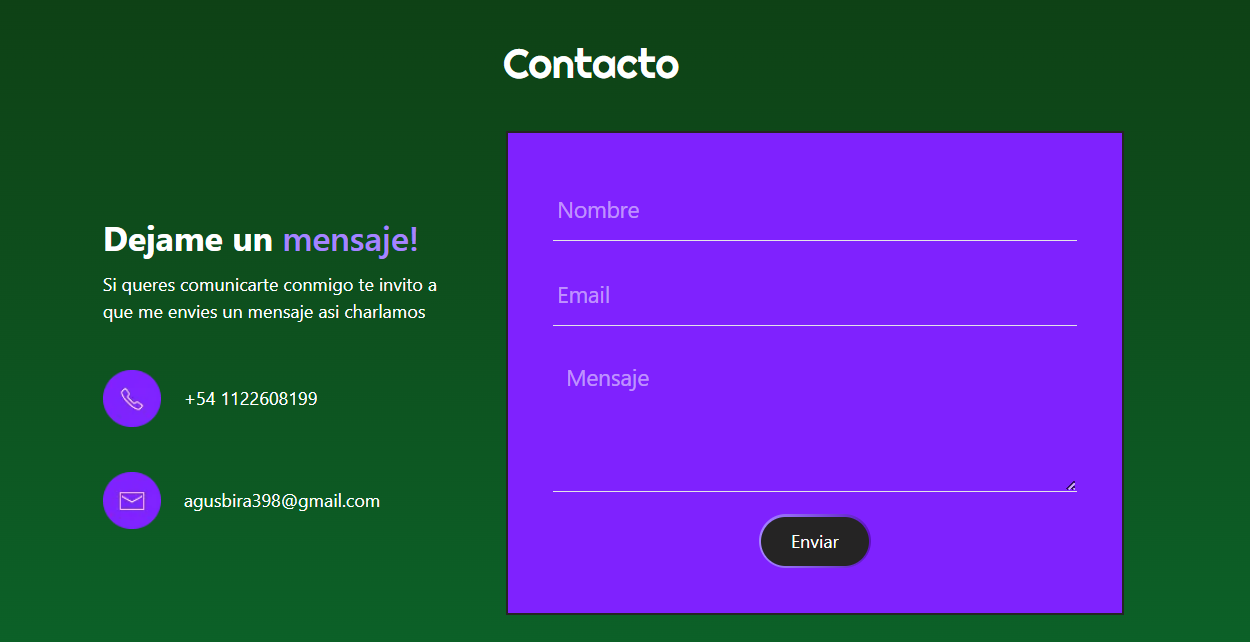 Contacto
Dejame un mensaje!
Si queres comunicarte conmigo te invito a
que me envies un mensaje asi charlamos
+54 1122608199
agusbira398@gmail.com
Nombre
Email
Mensaje
Enviar